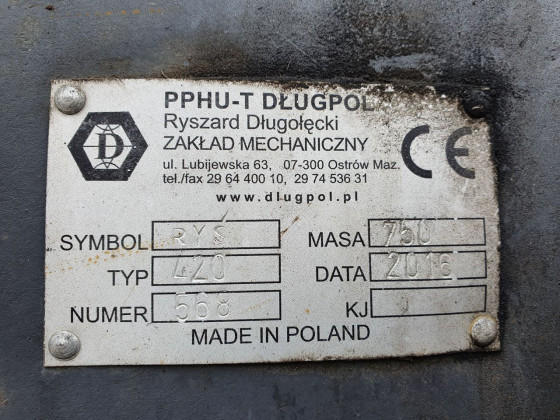 PPHU-T DŁUGPOL
Ryszard Długołęcki
ZAKŁAD MECHANICZNY
ul. Lubijewska 63, 07-300 Ostrów Maz.
tel./fax 29 64 400 10, 29 74 536 31
www.dlugpol.pl
D
CE
SYMBOL RYS MASA 750
TYP 420 DATA 2016
NUMER 568 KJ J
MADE IN POLAND